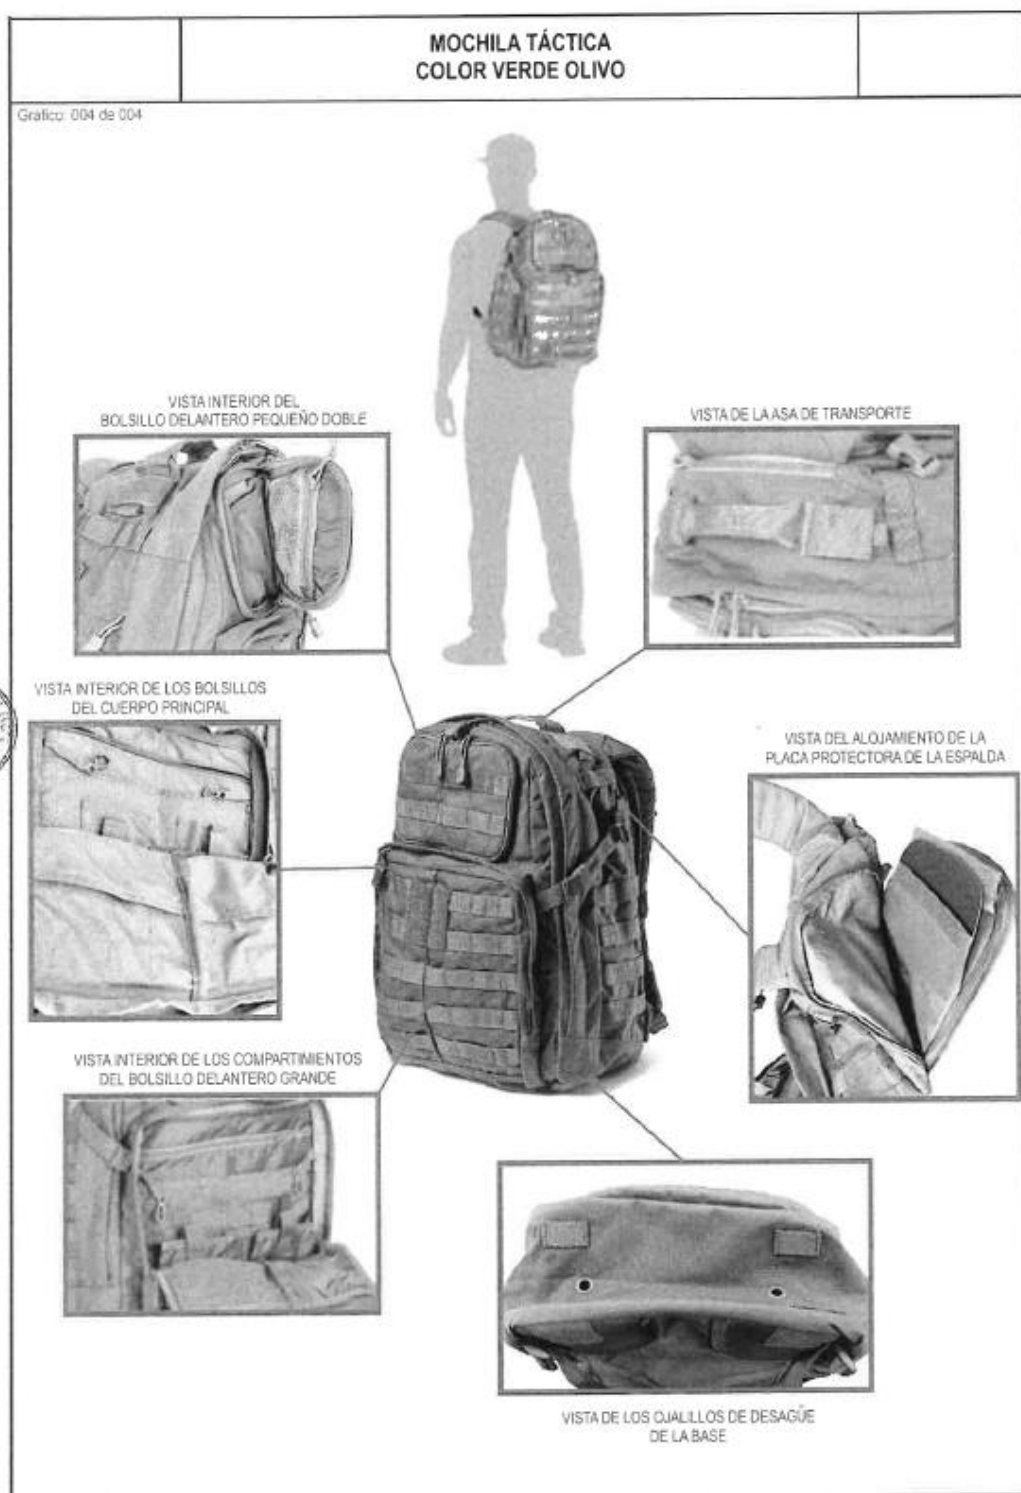 MOCHILA TÁCTICA
COLOR VERDE OLIVO
Gráfico: 004 de 004
VISTA INTERIOR DEL
BOLSILLO DELANTERO PEQUEÑO DOBLE
VISTA DE LA ASA DE TRANSPORTE
VISTA INTERIOR DE LOS BOLSILLOS
DEL CUERPO PRINCIPAL
VISTA DEL ALOJAMIENTO DE LA
PLACA PROTECTORA DE LA ESPALDA
VISTA INTERIOR DE LOS COMPARTIMIENTOS
DEL BOLSILLO DELANTERO GRANDE
VISTA DE LOS OJALILLOS DE DESAGÜE
DE LA BASE